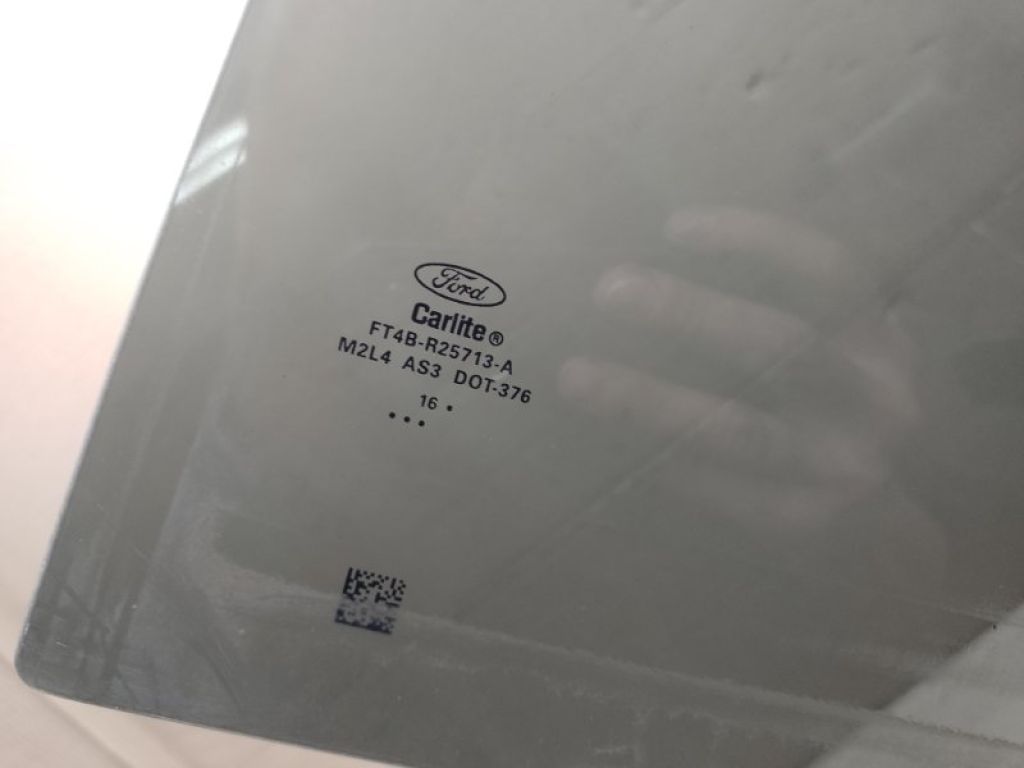 Ford
Carlite®
FT4B-R25713-A
M2L4 AS3 DOT-376
16 •
•••